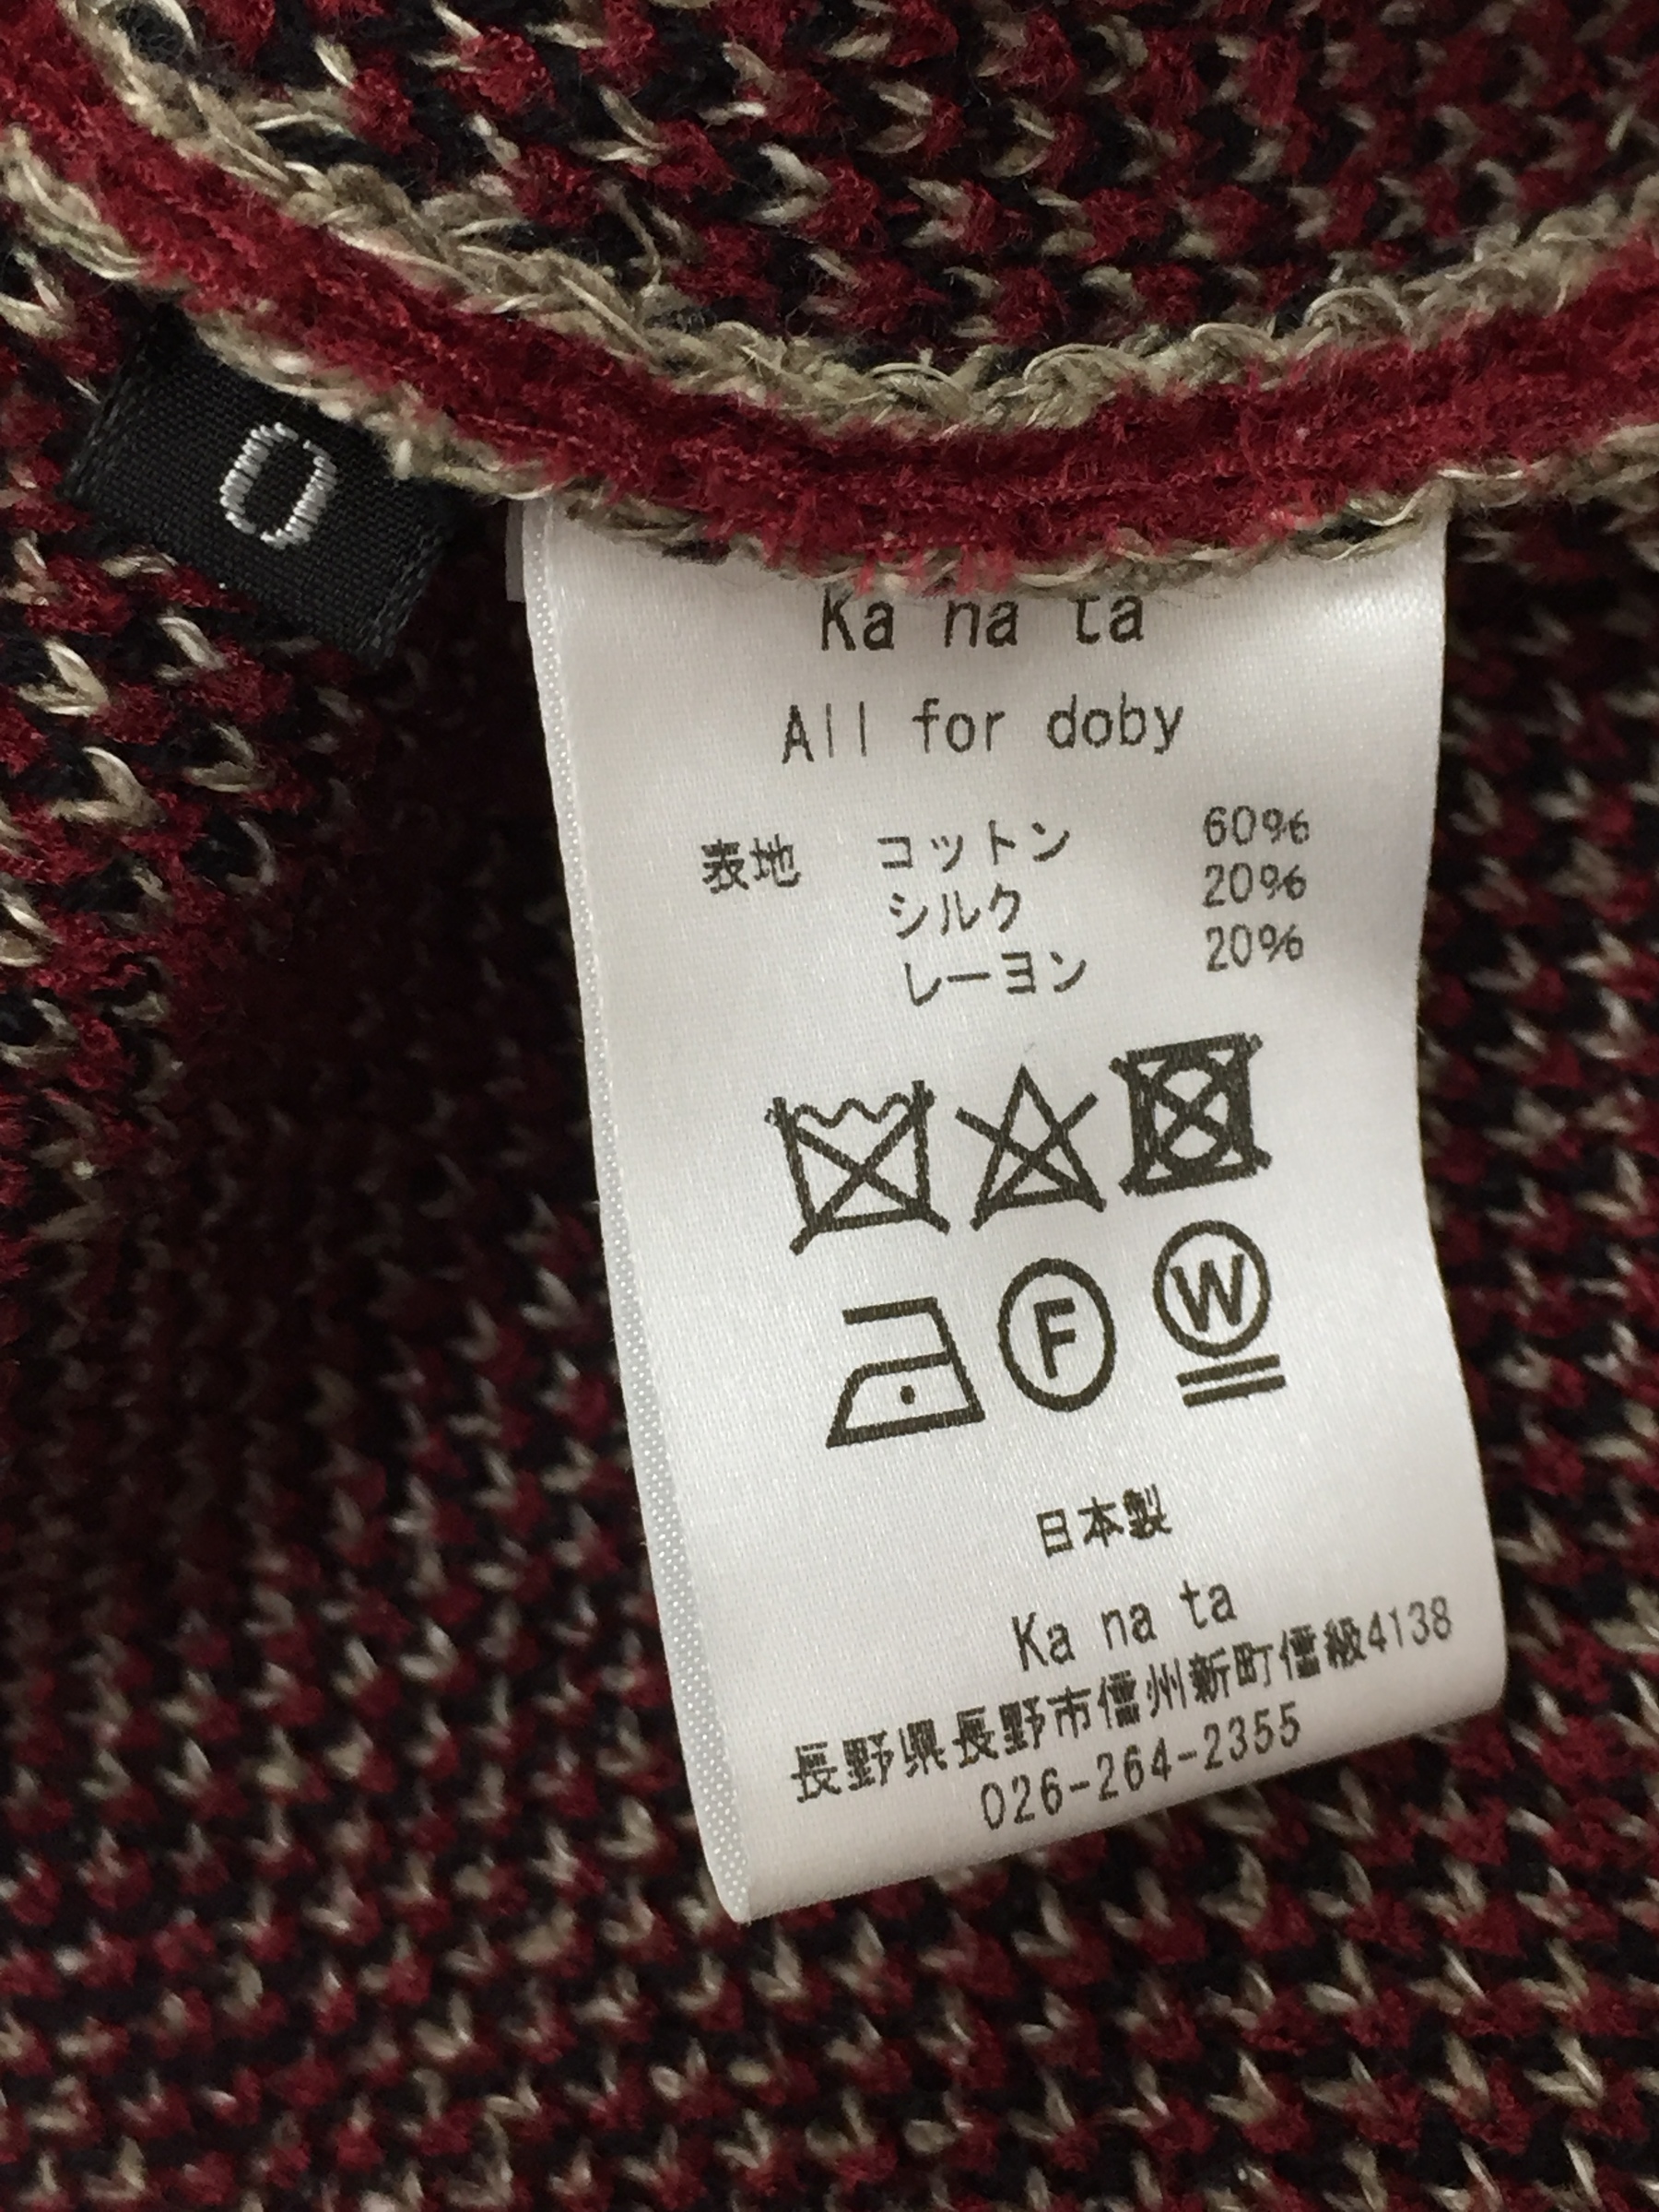 0
Ka na ta
All for doby
表地 コットン 60%
シルク 20%
レーヨン 20%
F W
日本製
Ka na ta
長野県長野市信州新町信級4138
026-264-2355